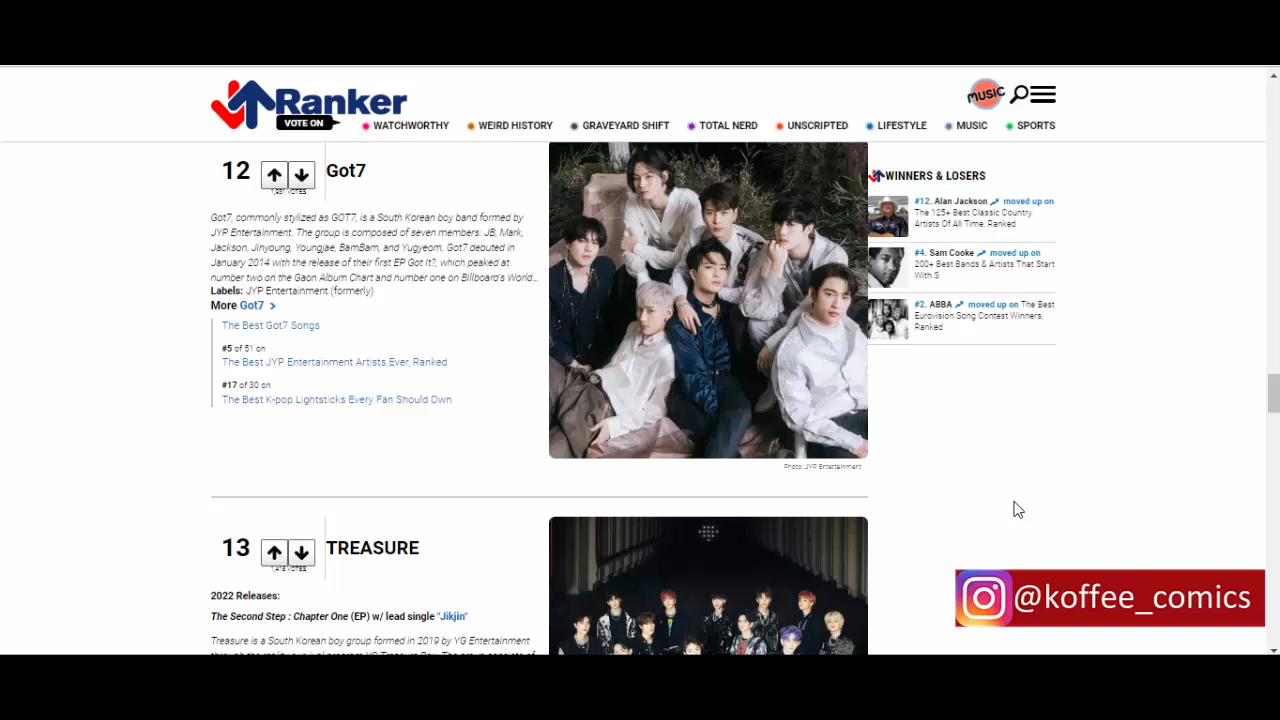 Ranker
VOTE ON
MUSIC
WATCHWORTHY
WEIRD HISTORY
GRAVEYARD SHIFT
TOTAL NERD
UNSCRIPTED
LIFESTYLE
MUSIC
SPORTS
12
Got7
VOTES
Got7, commonly stylized as GOT7, is a South Korean boy band formed by
JYP Entertainment. The group is composed of seven members: JB, Mark,
Jackson, Jinyoung, Youngjae, BamBam, and Yugyeom. Got7 debuted in
January 2014 with the release of their first EP Got It?, which peaked at
number two on the Gaon Album Chart and number one on Billboard's World...
Labels: JYP Entertainment (formerly)
More Got7 >
The Best Got7 Songs
#5 of 51 on
The Best JYP Entertainment Artists Ever, Ranked
#17 of 30 on
The Best K-pop Lightsticks Every Fan Should Own
Photo: JYP Entertainment
WINNERS & LOSERS
#12. Alan Jackson moved up on
The 125+ Best Classic Country
Artists Of All Time, Ranked
#4. Sam Cooke moved up on
200+ Best Bands & Artists That Start
With S
#2. ABBA moved up on The Best
Eurovision Song Contest Winners,
Ranked
13
TREASURE
VOTES
2022 Releases:
The Second Step : Chapter One (EP) w/ lead single "Jikjin"
Treasure is a South Korean boy group formed in 2019 by YG Entertainment
@koffee_comics